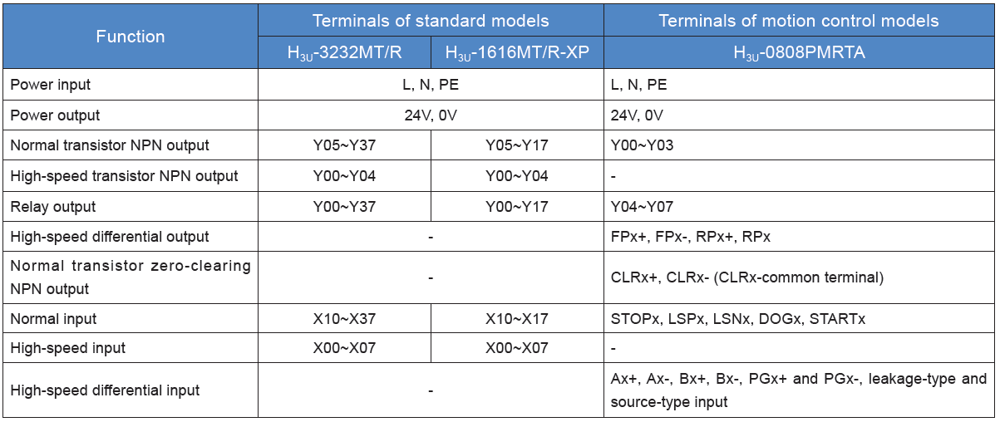 Function
Terminals of standard models
Terminals of motion control models
H3U-3232MT/R
H3U-1616MT/R-XP
H3U-0808PMRTA
Power input
L, N, PE
L, N, PE
Power output
24V, 0V
24V, 0V
Normal transistor NPN output
Y05~Y37
Y05~Y17
Y00~Y03
High-speed transistor NPN output
Y00~Y04
Y00~Y04
-
Relay output
Y00~Y37
Y00~Y17
Y04~Y07
High-speed differential output
-
FPx+, FPx-, RPx+, RPx
Normal transistor zero-clearing
NPN output
-
CLRx+, CLRx- (CLRx-common terminal)
Normal input
X10~X37
X10~X17
STOPx, LSPx, LSNx, DOGx, STARTx
High-speed input
X00~X07
X00~X07
-
High-speed differential input
-
Ax+, Ax-, Bx+, Bx-, PGx+ and PGx-, leakage-type and
source-type input